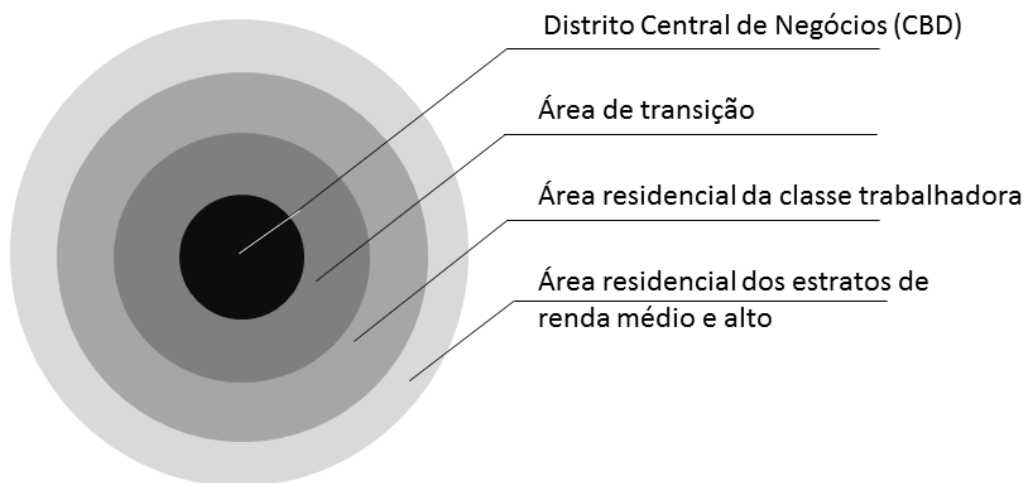 Distrito Central de Negócios (CBD)
Área de transição
Área residencial da classe trabalhadora
Área residencial dos estratos de
renda médio e alto